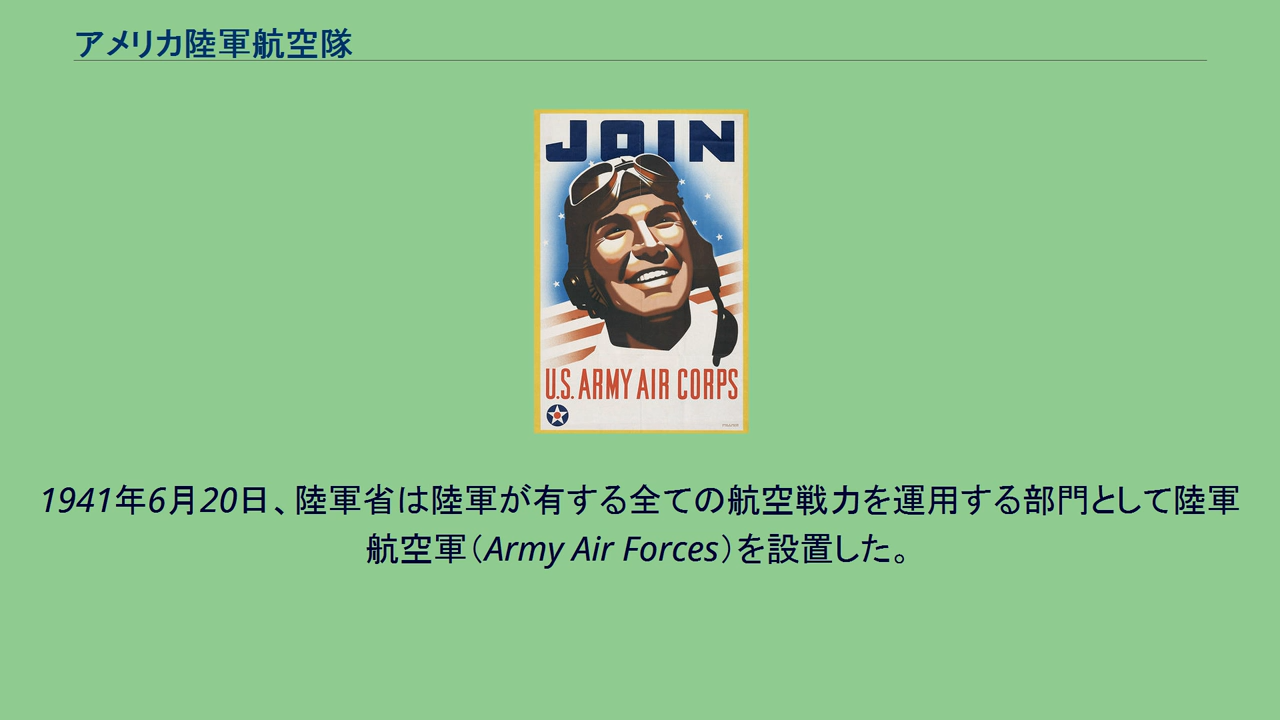 アメリカ陸軍航空隊
JOIN
U.S. ARMY AIR CORPS
1941年6月20日、陸軍省は陸軍が有する全ての航空戦力を運用する部門として陸軍
航空軍（Army Air Forces）を設置した。